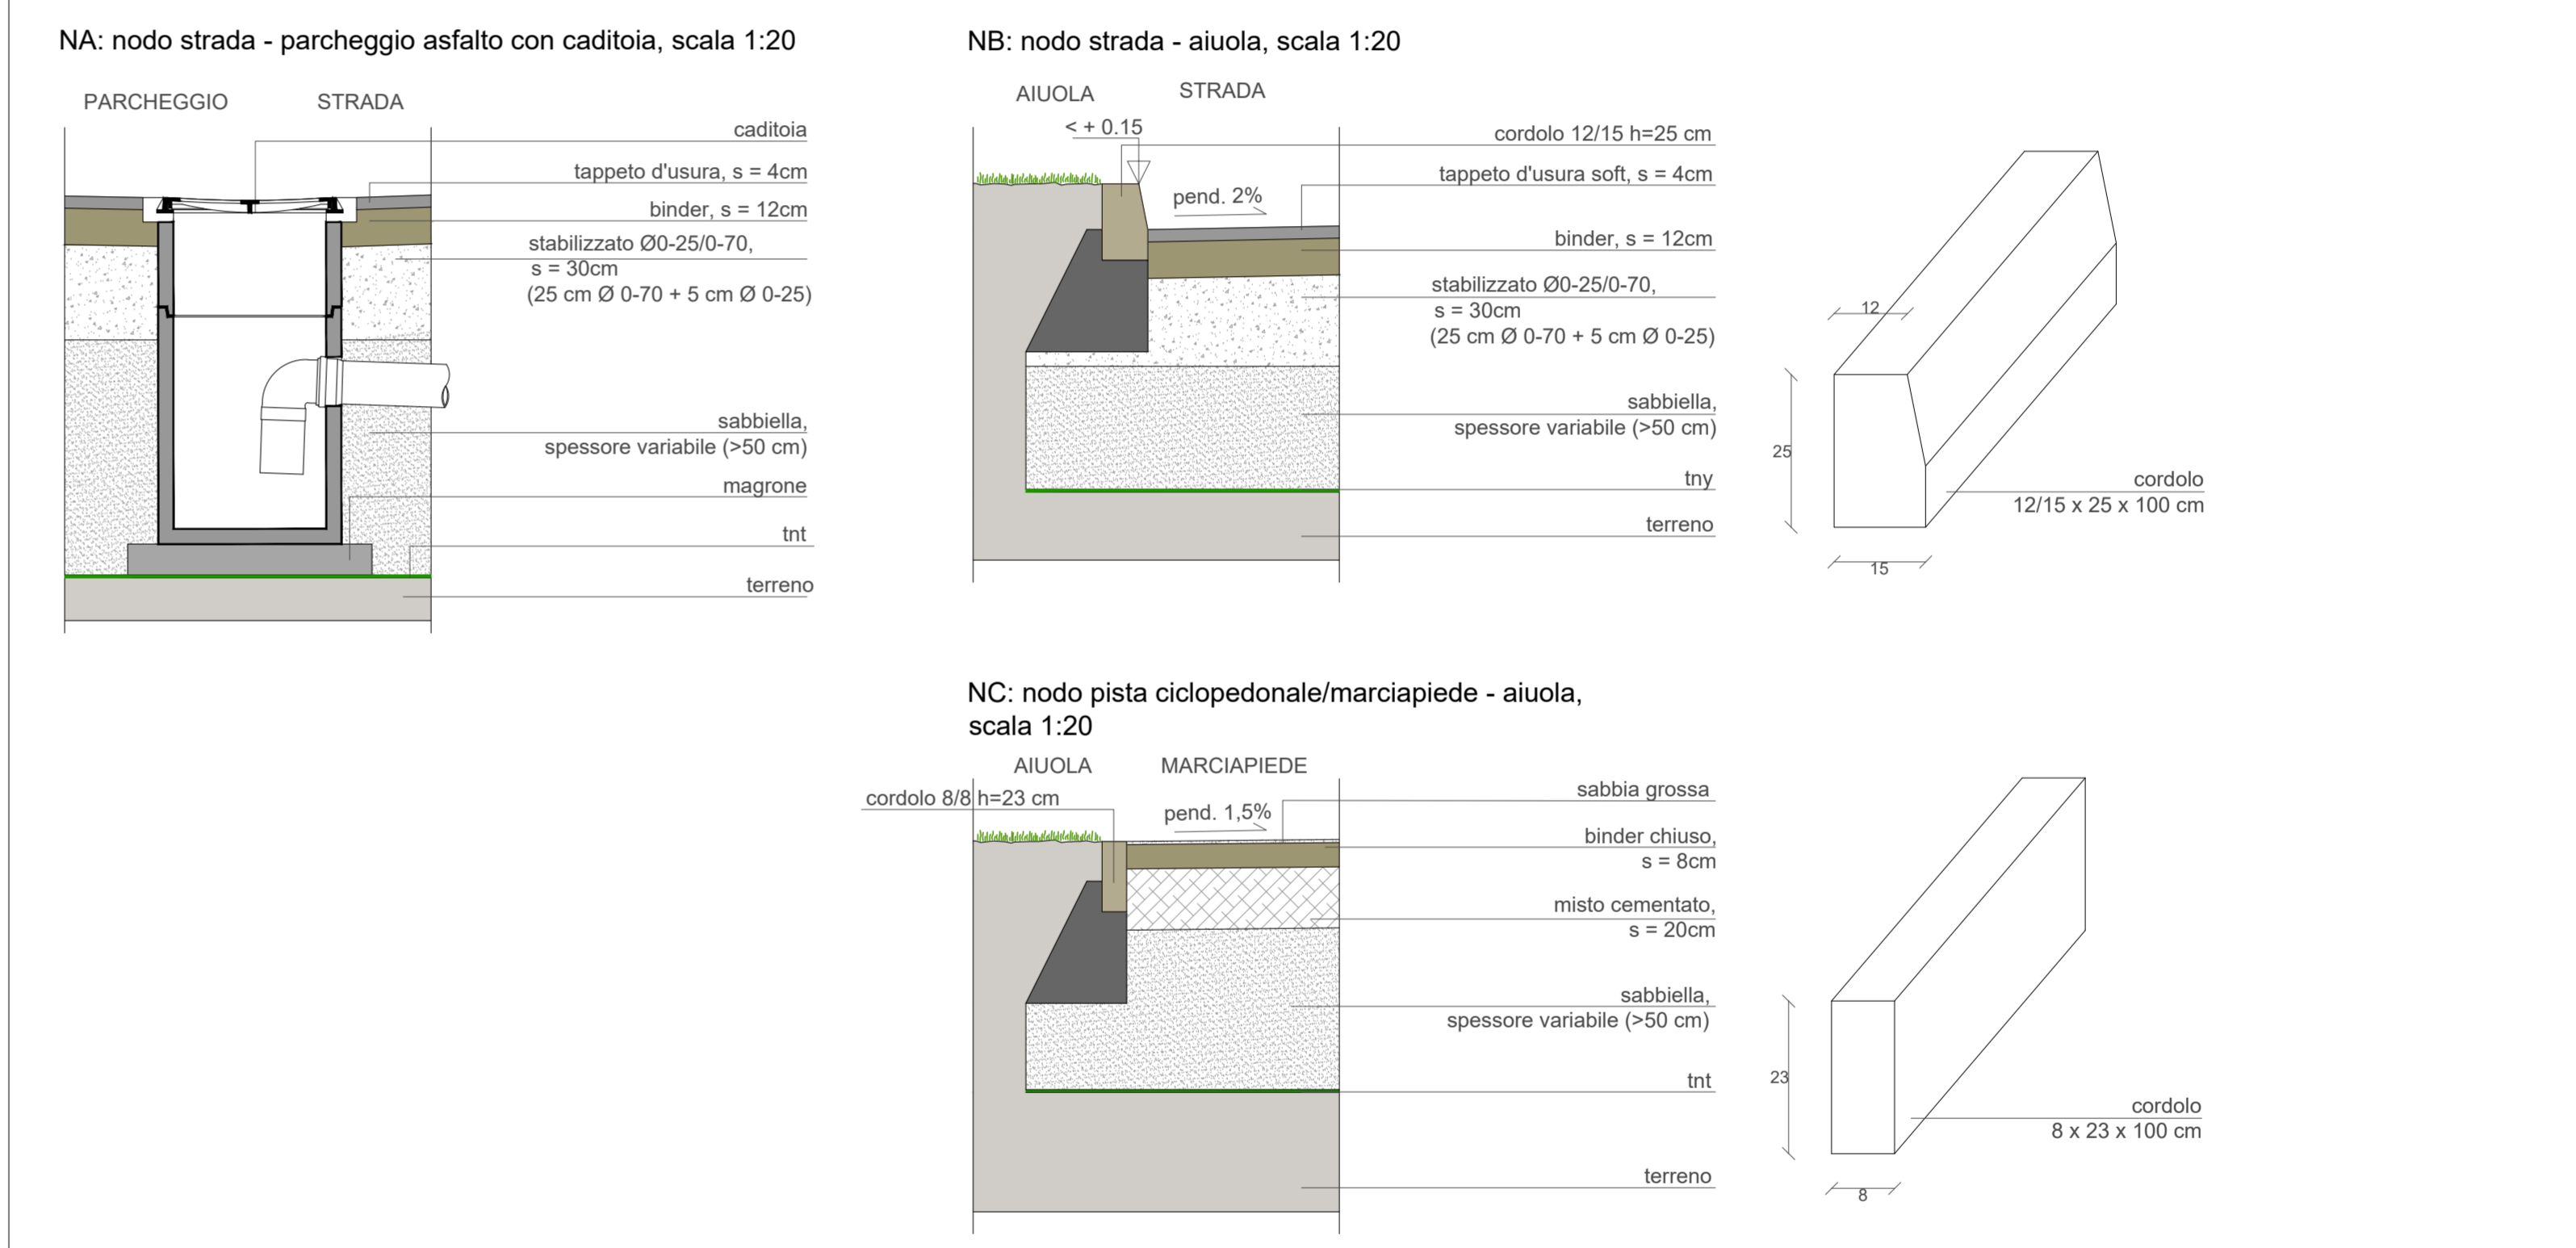 NA: nodo strada - parcheggio asfalto con caditoia, scala 1:20
PARCHEGGIO
STRADA
caditoia
tappeto d'usura, s = 4cm
binder, s = 12cm
stabilizzato Ø0-25/0-70,
s = 30cm
(25 cm Ø 0-70 + 5 cm Ø 0-25)
sabbiella,
spessore variabile (>50 cm)
magrone
tnt
terreno
NB: nodo strada - aiuola, scala 1:20
AIUOLA
STRADA
< + 0.15
pend. 2%
cordolo 12/15 h=25 cm
tappeto d'usura soft, s = 4cm
binder, s = 12cm
stabilizzato Ø0-25/0-70,
s = 30cm
(25 cm Ø 0-70 + 5 cm Ø 0-25)
sabbiella,
spessore variabile (>50 cm)
tny
terreno
12
25
15
cordolo
12/15 x 25 x 100 cm
NC: nodo pista ciclopedonale/marciapiede - aiuola,
scala 1:20
AIUOLA
MARCIAPIEDE
cordolo 8/8 h=23 cm
pend. 1,5%
sabbia grossa
binder chiuso,
s = 8cm
misto cementato,
s = 20cm
sabbiella,
spessore variabile (>50 cm)
tnt
terreno
23
8
cordolo
8 x 23 x 100 cm